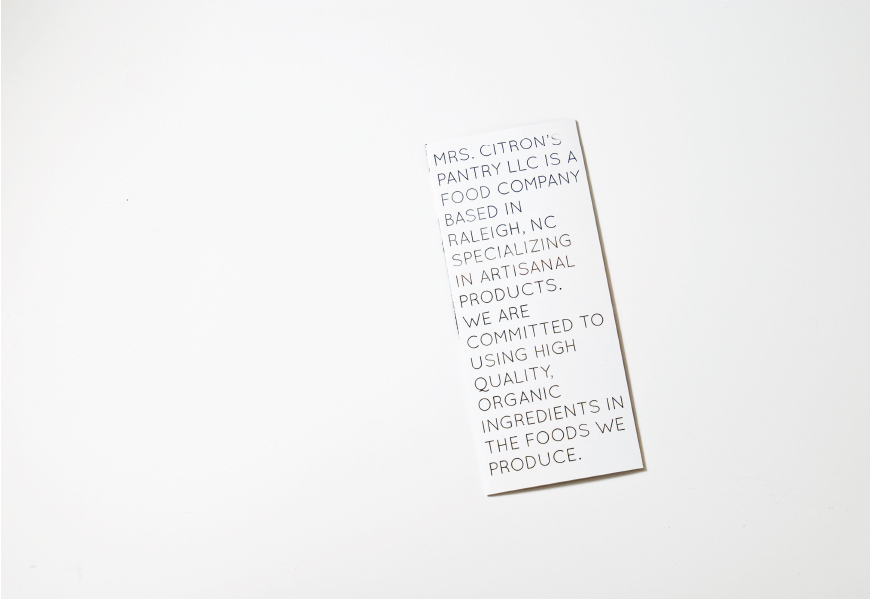 MRS. CITRON'S
PANTRY LLC IS A
FOOD COMPANY
BASED IN
RALEIGH, NC
SPECIALIZING
IN ARTISANAL
PRODUCTS.
WE ARE
COMMITTED TO
USING HIGH
QUALITY,
ORGANIC
INGREDIENTS IN
THE FOODS WE
PRODUCE.